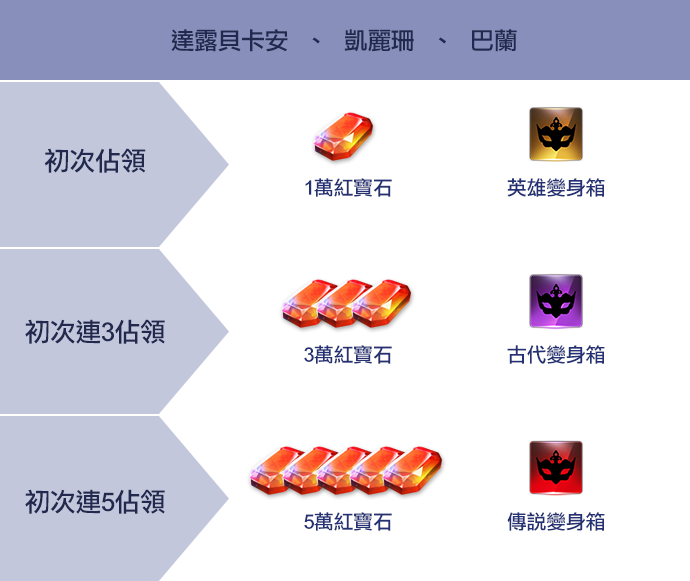 達露貝卡安 、 凱麗珊 、 巴蘭
初次佔領
1萬紅寶石
英雄變身箱
初次連3佔領
3萬紅寶石
古代變身箱
初次連5佔領
5萬紅寶石
傳説變身箱